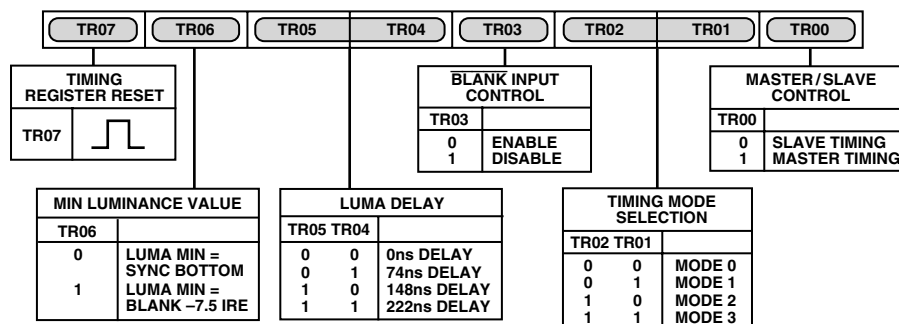 TR07 TR06 TR05 TR04 TR03 TR02 TR01 TR00
TIMING
REGISTER RESET
TR07
BLANK INPUT
CONTROL
TR03
0 ENABLE
1 DISABLE
MASTER/SLAVE
CONTROL
TR00
0 SLAVE TIMING
1 MASTER TIMING
MIN LUMINANCE VALUE
TR06
0 LUMA MIN =
SYNC BOTTOM
1 LUMA MIN =
BLANK –7.5 IRE
LUMA DELAY
TR05 TR04
0 0 0ns DELAY
0 1 74ns DELAY
1 0 148ns DELAY
1 1 222ns DELAY
TIMING MODE
SELECTION
TR02 TR01
0 0 MODE 0
0 1 MODE 1
1 0 MODE 2
1 1 MODE 3